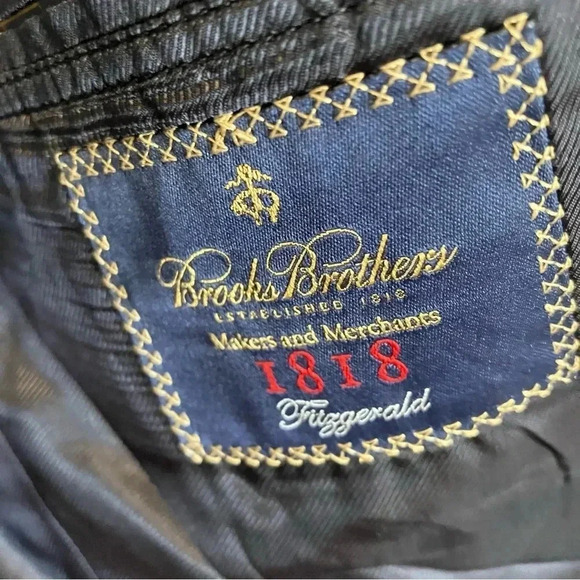 Brooks Brothers
ESTABLISHED 1818
Makers and Merchants
1818
Fitzgerald